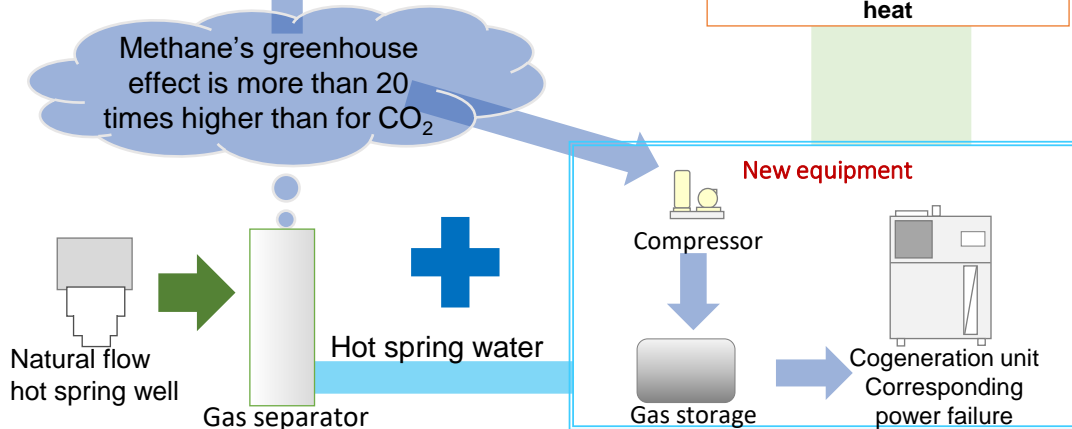 heat
Methane's greenhouse
effect is more than 20
times higher than for CO₂
New equipment
Compressor
Natural flow
hot spring well
Hot spring water
Gas separator
Gas storage
Cogeneration unit
Corresponding
power failure